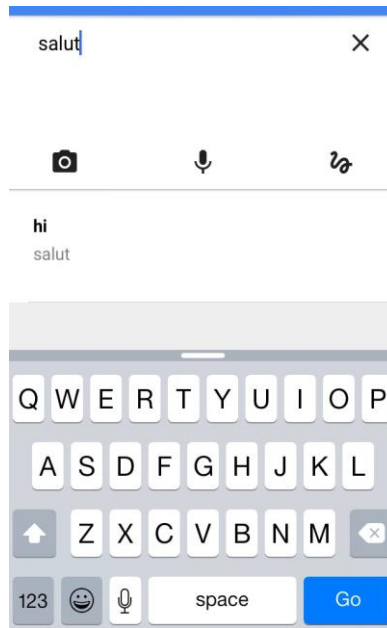 salut
hi
salut
Q W E R T Y U I O P
A S D F G H J K L
Z X C V B N M
123 space Go